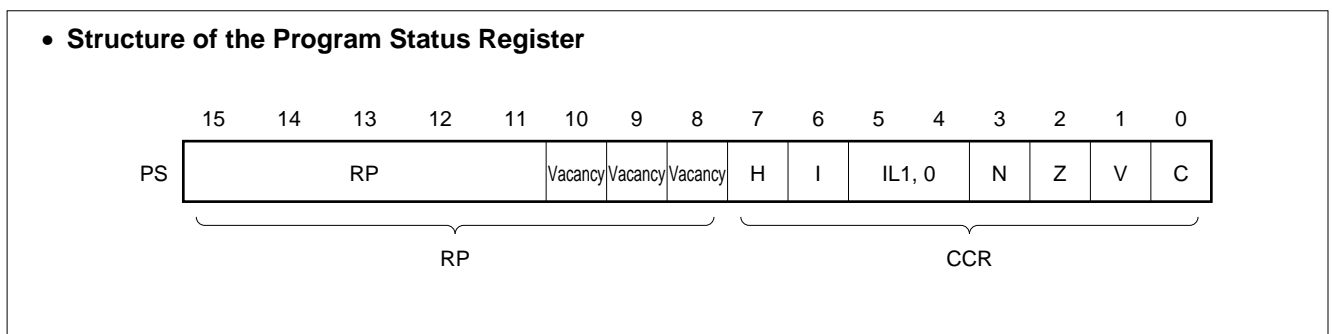 • Structure of the Program Status Register
15 14 13 12 11 10 9 8 7 6 5 4 3 2 1 0
PS RP Vacancy Vacancy Vacancy H I IL1, 0 N Z V C
RP CCR